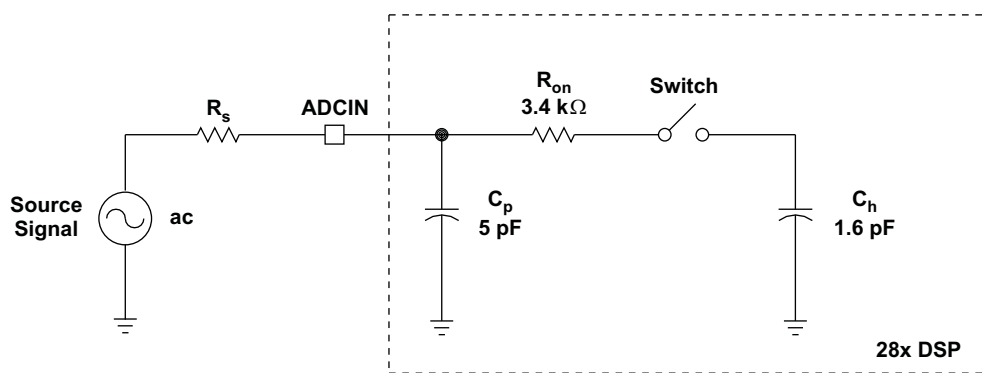 R_on
3.4 kΩ
Switch
R_s
ADCIN
Source
Signal
ac
C_p
5 pF
C_h
1.6 pF
28x DSP